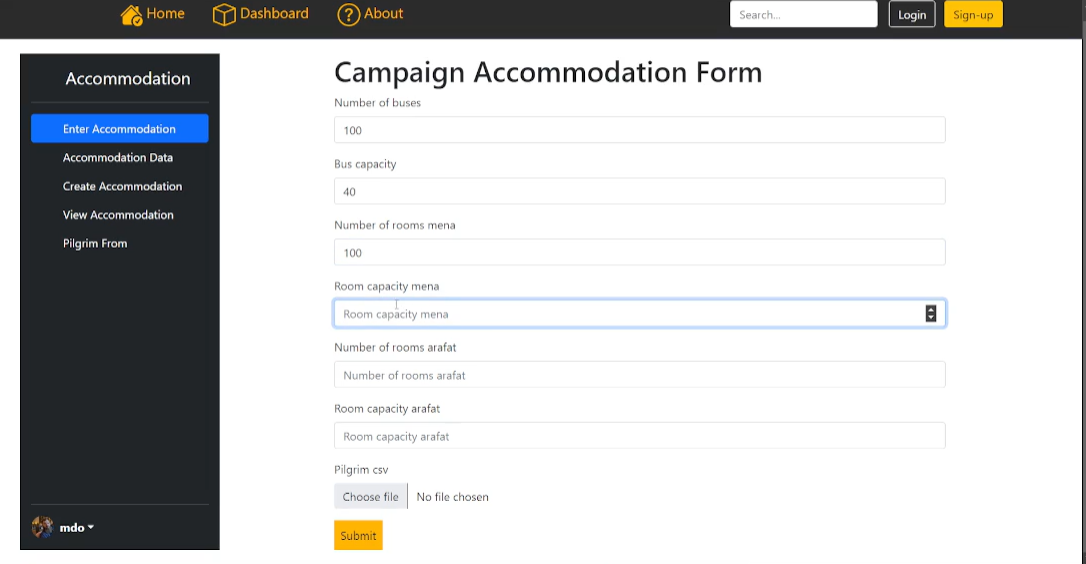 Home Dashboard About Search... Login Sign-up
Accommodation
Enter Accommodation
Accommodation Data
Create Accommodation
View Accommodation
Pilgrim From
mdo
Campaign Accommodation Form
Number of buses
100
Bus capacity
40
Number of rooms mena
100
Room capacity mena
Room capacity mena
Number of rooms arafat
Number of rooms arafat
Room capacity arafat
Room capacity arafat
Pilgrim csv
Choose file No file chosen
Submit